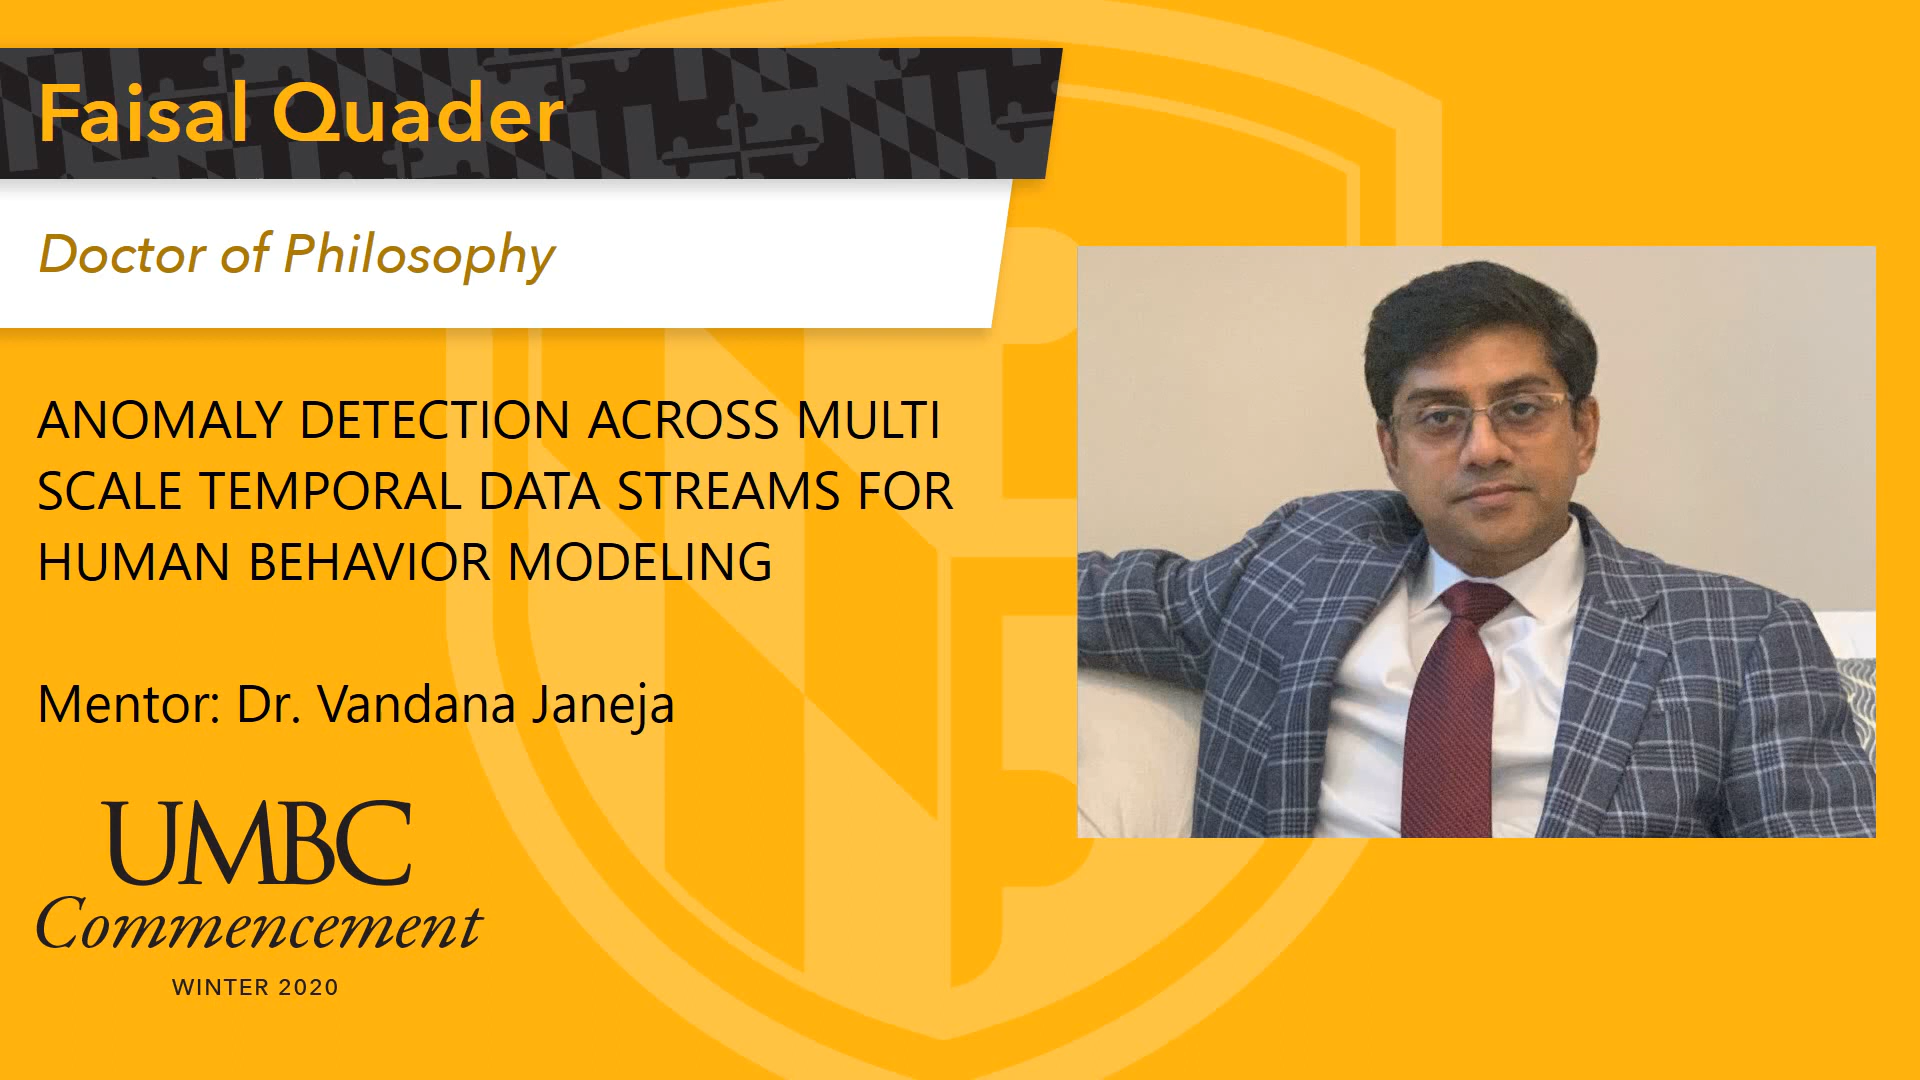 Faisal Quader
Doctor of Philosophy
ANOMALY DETECTION ACROSS MULTI
SCALE TEMPORAL DATA STREAMS FOR
HUMAN BEHAVIOR MODELING
Mentor: Dr. Vandana Janeja
UMBC
Commencement
WINTER 2020